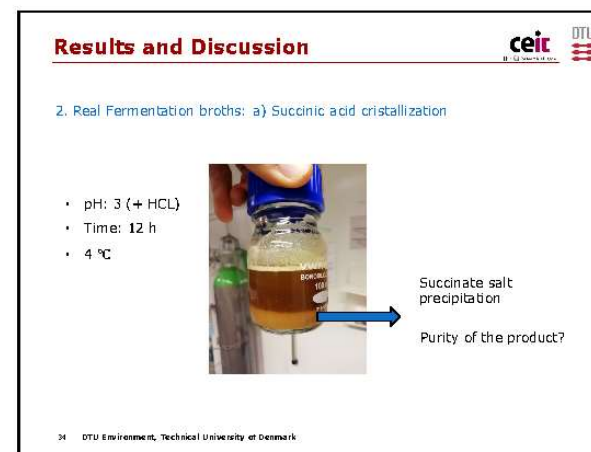 Results and Discussion
ceit
DTU
2. Real Fermentation broths: a) Succinic acid cristallization
• pH: 3 (+ HCL)
• Time: 12 h
• 4 ºC
100
Succinate salt
precipitation
Purity of the product?
34 DTU Environment, Technical University of Denmark